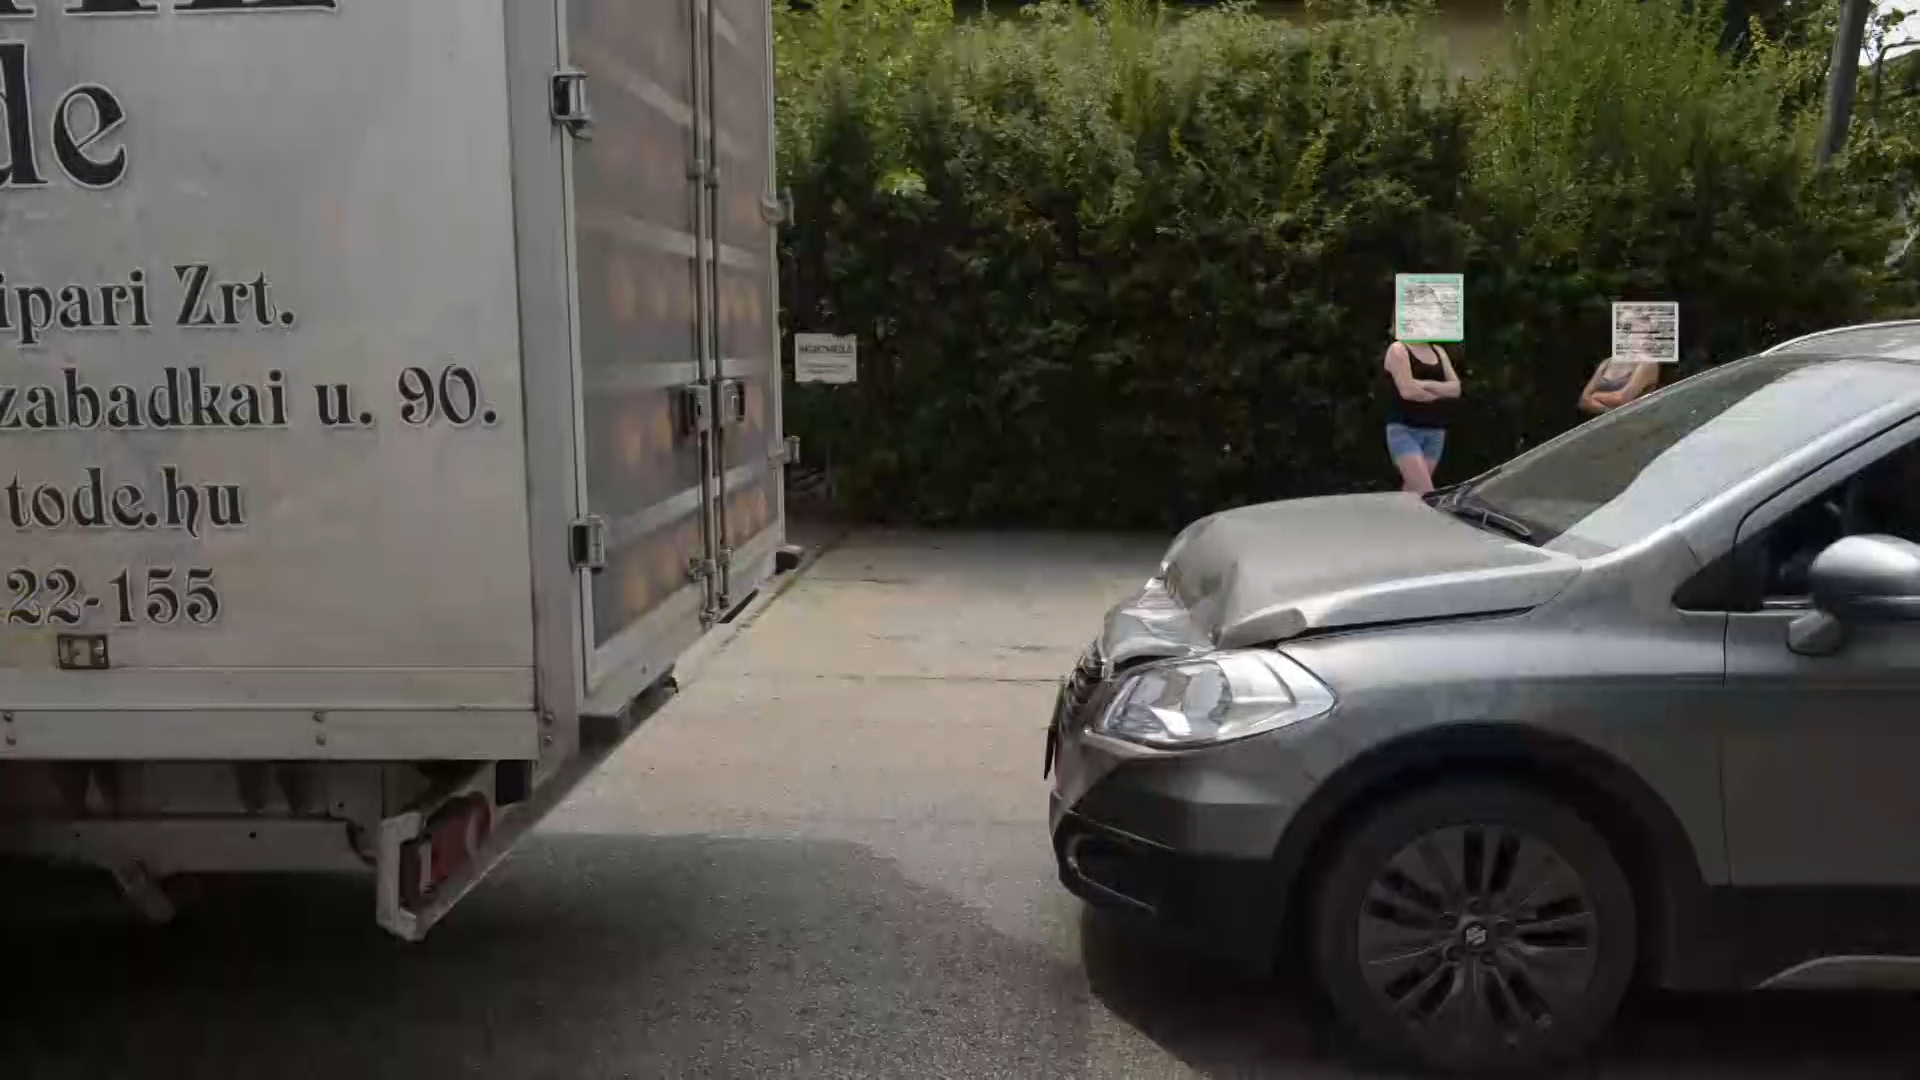 de
ipari Zrt.
zabadkai u. 90.
tode.hu
22-155